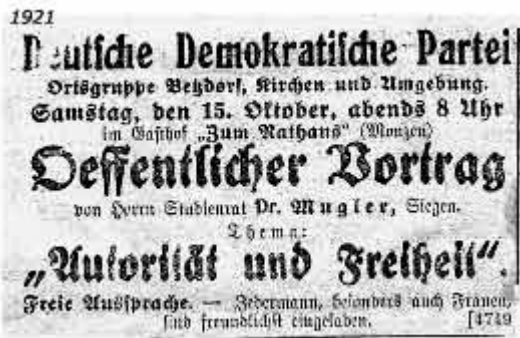 1921
Deutsche Demokratische Partei
Ortsgruppe Betzdorf, Kirchen und Umgebung.
Samstag, den 15. Oktober, abends 8 Uhr
im Gasthof „Zum Rathaus“ (Monzen)
Oeffentlicher Vortrag
von Herrn Studienrat Dr. Mugler, Siegen.
Thema:
„Autorität und Freiheit“.
Freie Aussprache. — Jedermann, besonders auch Frauen,
sind freundlichst eingeladen. [4749